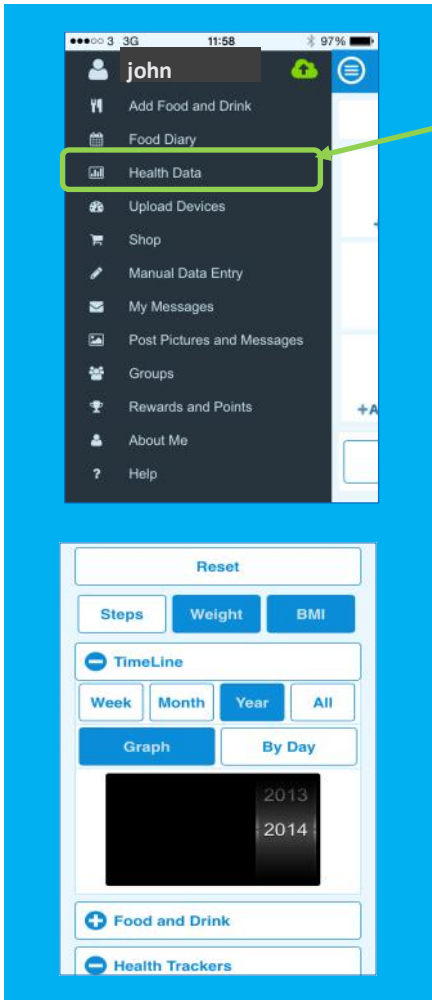 3 3G 11:58 97%
john
Add Food and Drink
Food Diary
Health Data
Upload Devices
Shop
Manual Data Entry
My Messages
Post Pictures and Messages
Groups
Rewards and Points
+A
About Me
? Help
Reset
Steps Weight BMI
TimeLine
Week Month Year All
Graph By Day
2013
2014
Food and Drink
Health Trackers